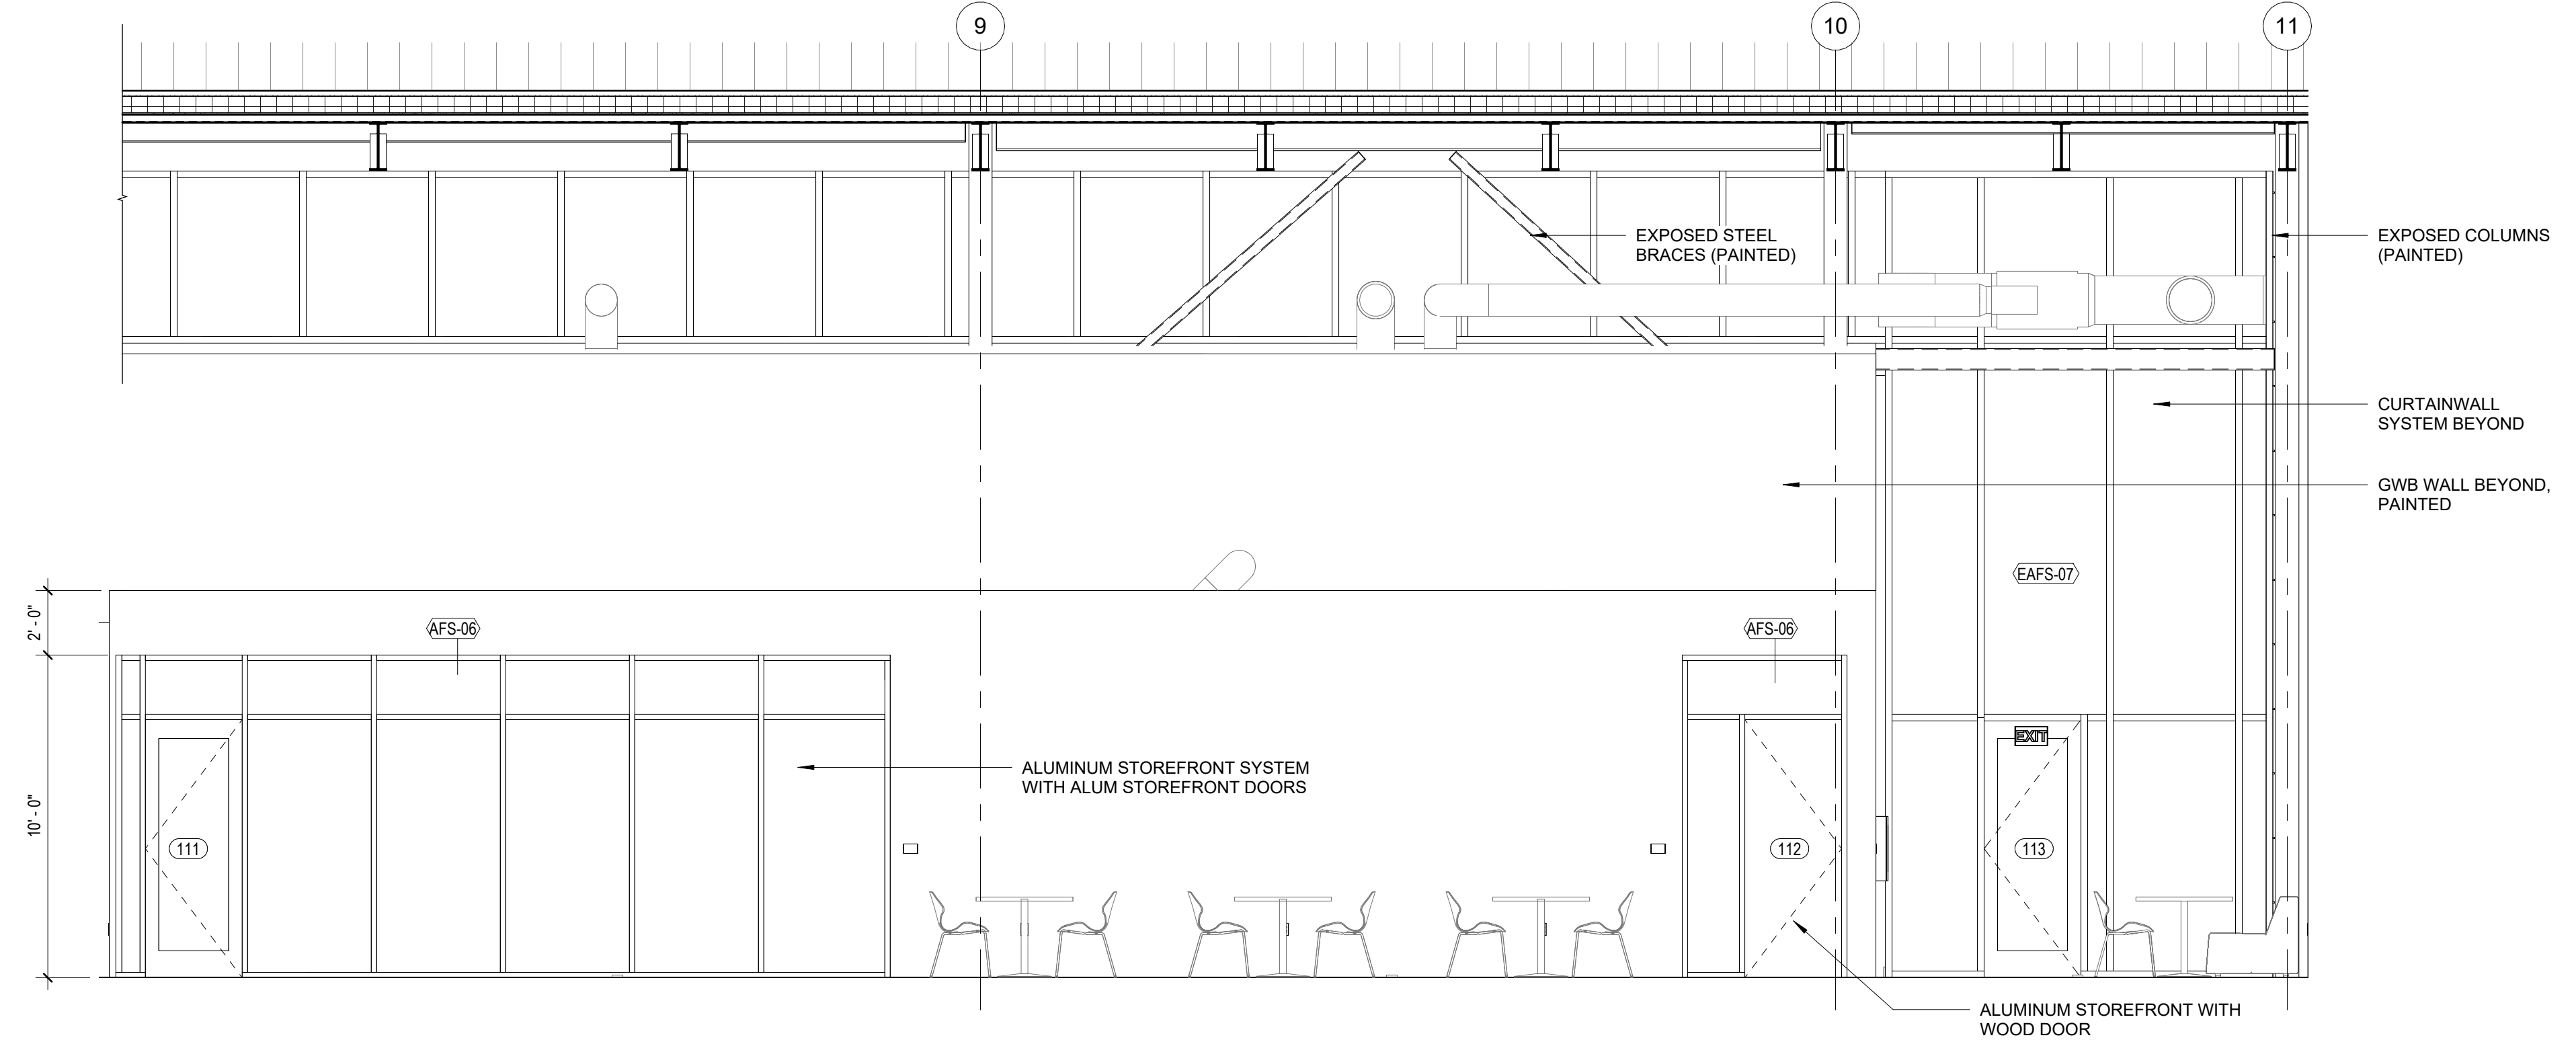 9
10
11
EXPOSED STEEL
BRACES (PAINTED)
EXPOSED COLUMNS
(PAINTED)
CURTAINWALL
SYSTEM BEYOND
GWB WALL BEYOND,
PAINTED
EAFS-07
2' - 0"
AFS-06
AFS-06
EXIT
ALUMINUM STOREFRONT SYSTEM
WITH ALUM STOREFRONT DOORS
10' - 0"
111
112
113
ALUMINUM STOREFRONT WITH
WOOD DOOR